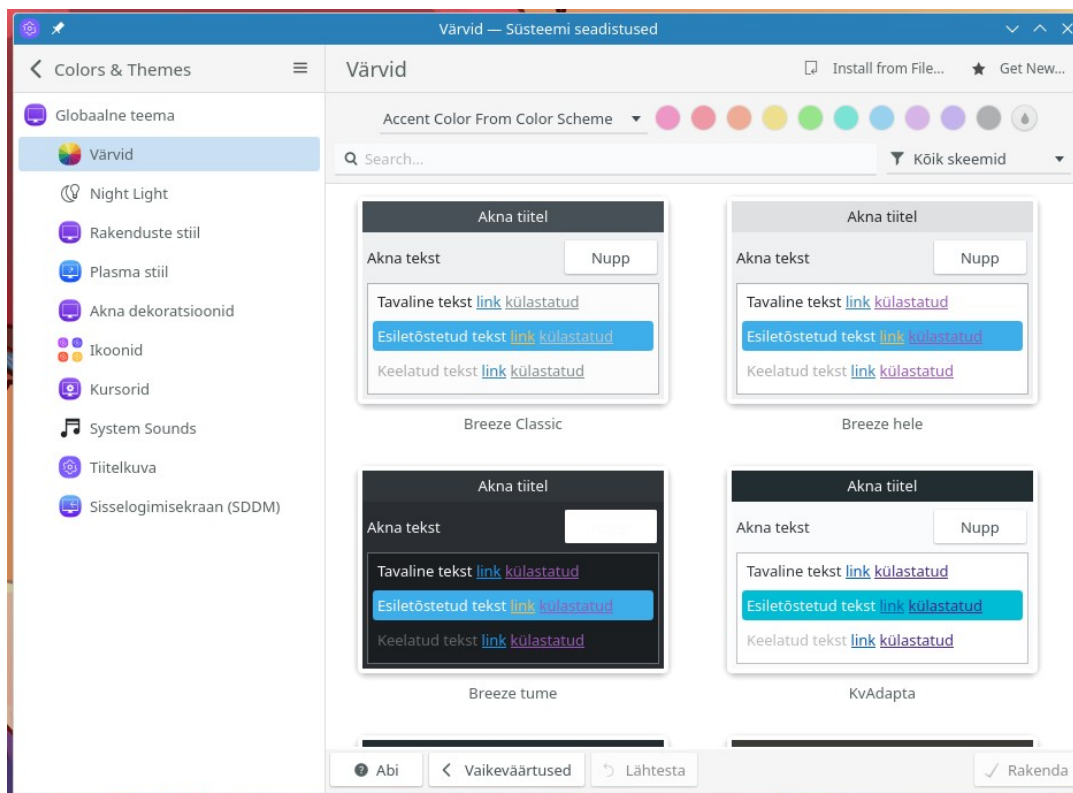 Värvid — Süsteemi seadistused
Colors & Themes
Värvid
Install from File...
Get New...
Globaalne teema
Värvid
Night Light
Rakenduste stiil
Plasma stiil
Akna dekoratsioonid
Ikoonid
Kursorid
System Sounds
Tiitelkuva
Sisselogimisekraan (SDDM)
Accent Color From Color Scheme
Search...
Kõik skeemid
Akna tiitel
Akna tekst
Nupp
Tavaline tekst link külastatud
Esiletõstetud tekst link külastatud
Keelatud tekst link külastatud
Breeze Classic
Akna tiitel
Akna tekst
Nupp
Tavaline tekst link külastatud
Esiletõstetud tekst link külastatud
Keelatud tekst link külastatud
Breeze hele
Akna tiitel
Akna tekst
Tavaline tekst link külastatud
Esiletõstetud tekst link külastatud
Keelatud tekst link külastatud
Breeze tume
Akna tiitel
Akna tekst
Nupp
Tavaline tekst link külastatud
Esiletõstetud tekst link külastatud
Keelatud tekst link külastatud
KvAdapta
Abi
Vaikeväärtused
Lähtesta
Rakenda